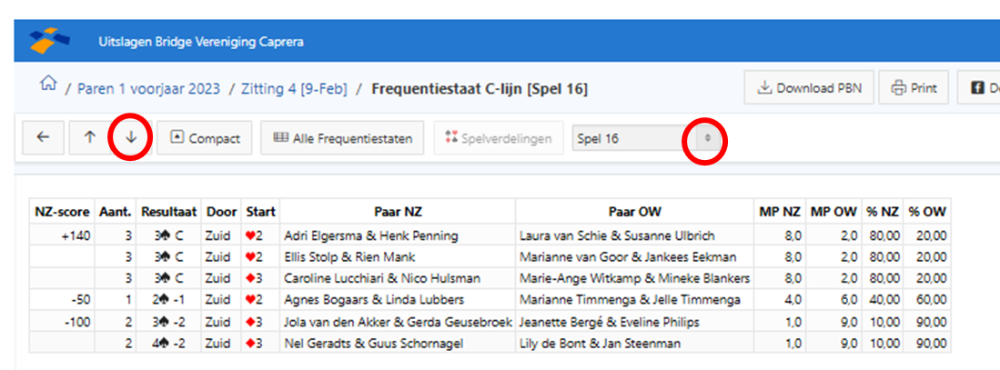 Uitslagen Bridge Vereniging Caprera
/ Paren 1 voorjaar 2023 / Zitting 4 [9-Feb] / Frequentiestaat C-lijn [Spel 16] Download PBN Print
Compact Alle Frequentiestaten Spelverdelingen Spel 16
NZ-score Aant. Resultaat Door Start Paar NZ Paar OW MP NZ MP OW % NZ % OW
+140 3 3♠ C Zuid ♥2 Adri Elgersma & Henk Penning Laura van Schie & Susanne Ulbrich 8,0 2,0 80,00 20,00
3 3♠ C Zuid ♥2 Ellis Stolp & Rien Mank Marianne van Goor & Jankees Eekman 8,0 2,0 80,00 20,00
3 3♠ C Zuid ♦3 Caroline Lucchiari & Nico Hulsman Marie-Ange Witkamp & Mineke Blankers 8,0 2,0 80,00 20,00
-50 1 2♠ -1 Zuid ♥2 Agnes Bogaars & Linda Lubbers Marianne Timmenga & Jelle Timmenga 4,0 6,0 40,00 60,00
-100 2 3♠ -2 Zuid ♦3 Jola van den Akker & Gerda Geusebroek Jeanette Bergé & Eveline Philips 1,0 9,0 10,00 90,00
2 4♠ -2 Zuid ♦3 Nel Geradts & Guus Schornagel Lily de Bont & Jan Steenman 1,0 9,0 10,00 90,00